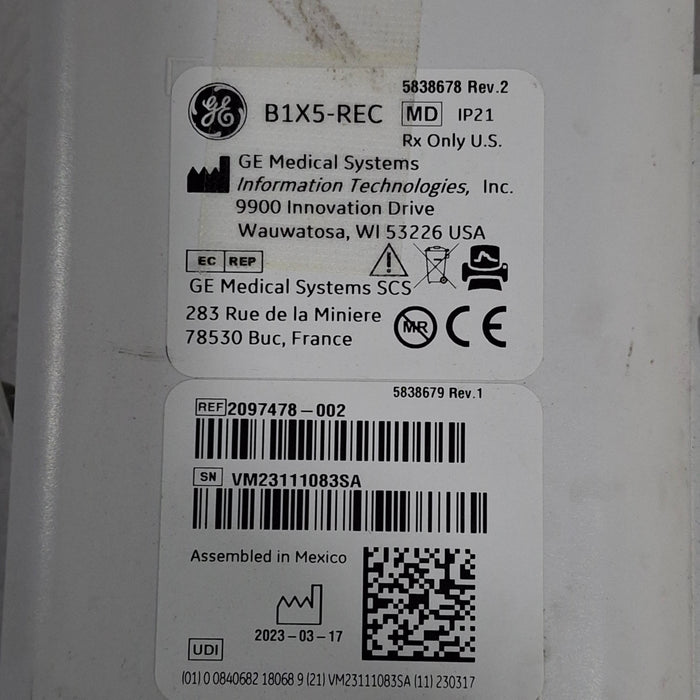 5838678 Rev.2
GE B1X5-REC MD IP21
Rx Only U.S.
GE Medical Systems
Information Technologies, Inc.
9900 Innovation Drive
Wauwatosa, WI 53226 USA
EC REP
GE Medical Systems SCS
283 Rue de la Miniere
78530 Buc, France
MR CE
5838679 Rev.1
REF 2097478-002
SN VM23111083SA
Assembled in Mexico
2023-03-17
UDI
(01) 0 0840682 18068 9 (21) VM23111083SA (11) 230317